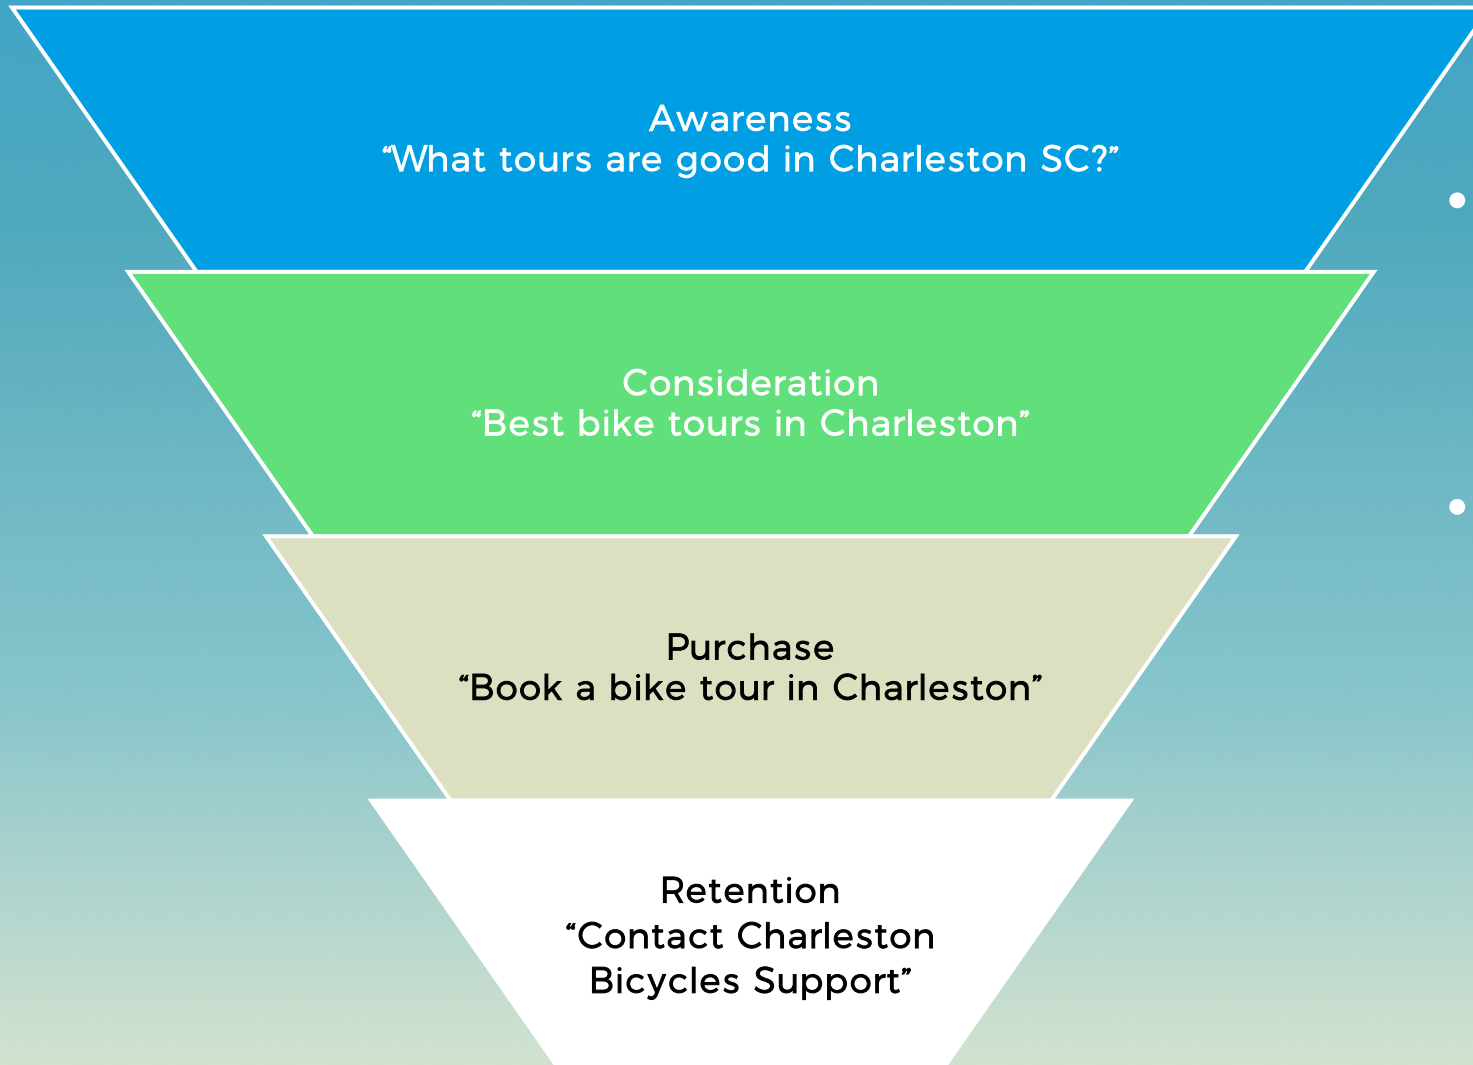 Awareness
“What tours are good in Charleston SC?”
Consideration
“Best bike tours in Charleston”
Purchase
“Book a bike tour in Charleston”
Retention
“Contact Charleston
Bicycles Support”